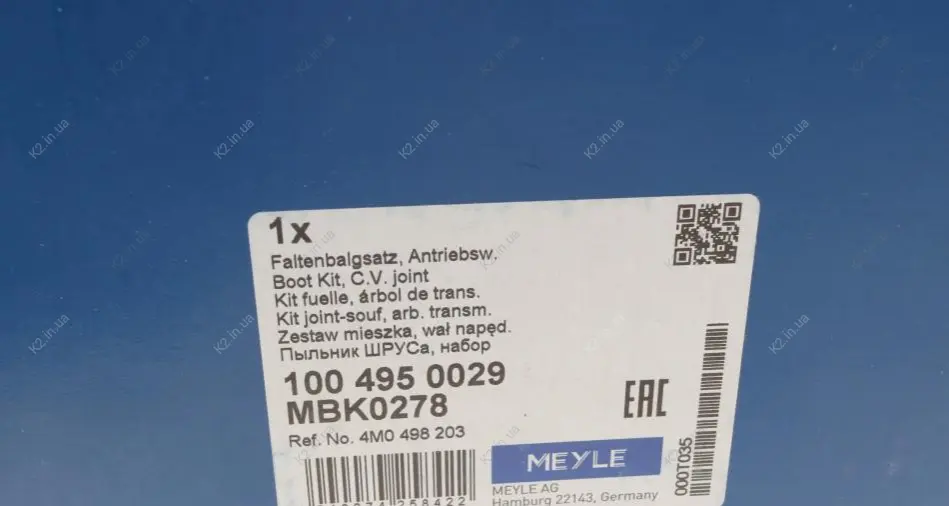 1x
Faltenbalgsatz, Antriebsw.
Boot Kit, C.V. joint
Kit fuelle, árbol de trans.
Kit joint-souf, arb. transm.
Zestaw mieszka, wał napęd.
Пыльник ШРУСа, набор
100 495 0029
MBK0278
Ref. No. 4M0 498 203
EAC
MEYLE
MEYLE AG
Hamburg 22143, Germany
000T035
K2.in.ua